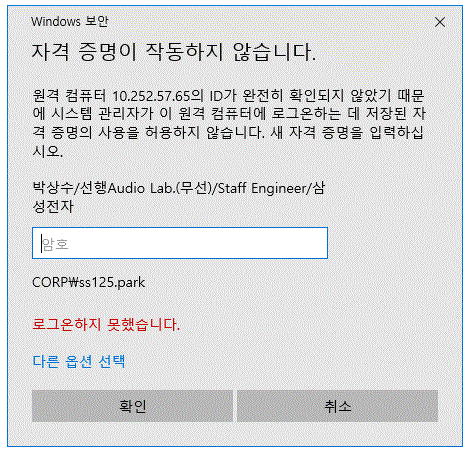 Windows 보안
자격 증명이 작동하지 않습니다.
원격 컴퓨터 10.252.57.65의 ID가 완전히 확인되지 않았기 때문
에 시스템 관리자가 이 원격 컴퓨터에 로그온하는 데 저장된 자
격 증명의 사용을 허용하지 않습니다. 새 자격 증명을 입력하십
시오.
박상수/선행Audio Lab.(무선)/Staff Engineer/삼
성전자
암호
CORP₩ss125.park
로그온하지 못했습니다.
다른 옵션 선택
확인
취소